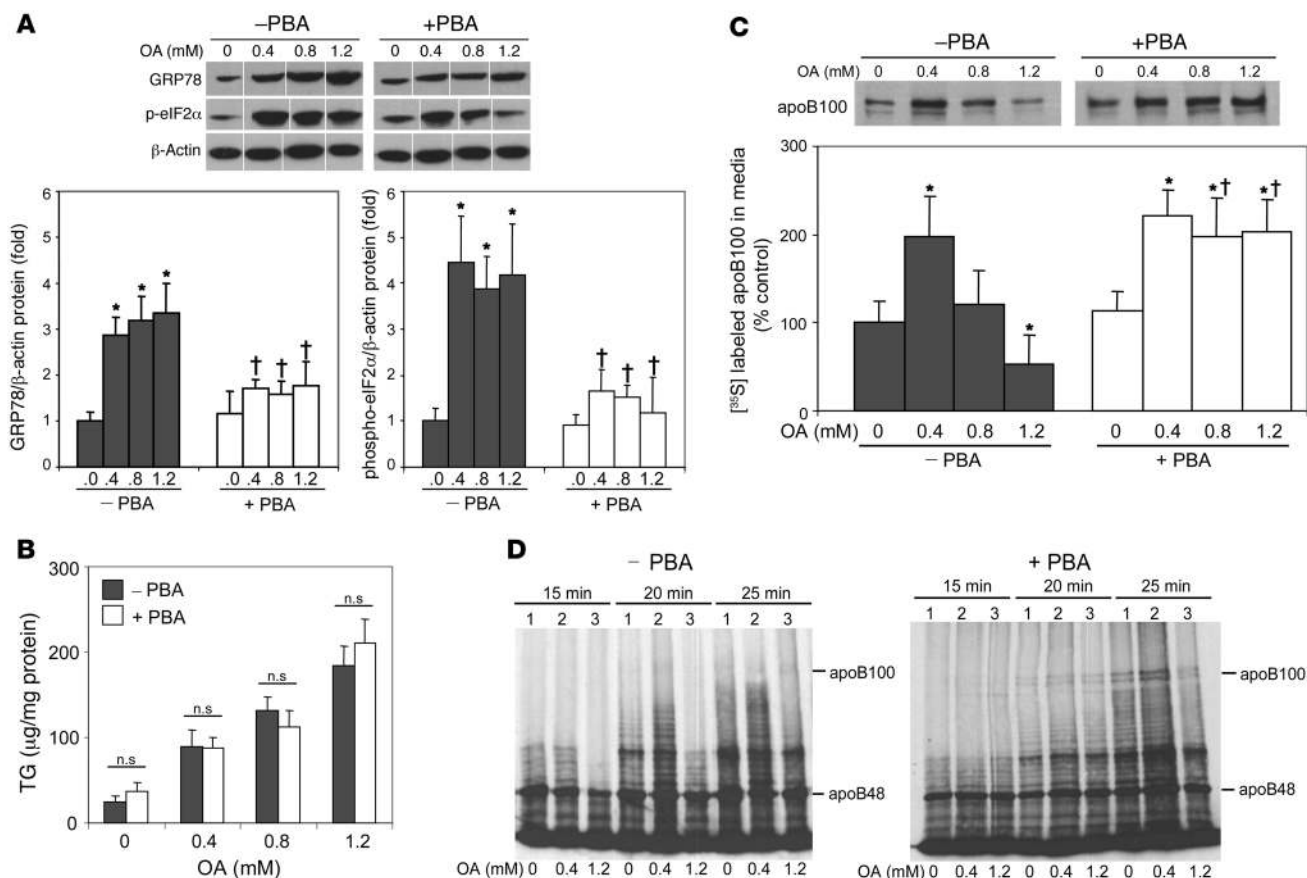 A
–PBA
+PBA
OA (mM) 0 0.4 0.8 1.2 0 0.4 0.8 1.2
GRP78
p-eIF2α
β-Actin
GRP78/β-actin protein (fold)
6
5
4
3
2
1
0
* * *
† † †
.0 .4 .8 1.2 .0 .4 .8 1.2
– PBA + PBA
phospho-eIF2α/β-actin protein (fold)
6
5
4
3
2
1
0
* * *
† † †
.0 .4 .8 1.2 .0 .4 .8 1.2
– PBA + PBA
B
TG (µg/mg protein)
300
200
100
0
– PBA
+ PBA
n.s n.s n.s n.s
0 0.4 0.8 1.2
OA (mM)
C
–PBA
+PBA
OA (mM) 0 0.4 0.8 1.2 0 0.4 0.8 1.2
apoB100
[³⁵S] labeled apoB100 in media
(% control)
300
200
100
0
* * * *† *†
OA (mM) 0 0.4 0.8 1.2 0 0.4 0.8 1.2
– PBA + PBA
D
– PBA
15 min 20 min 25 min
1 2 3 1 2 3 1 2 3
apoB100
apoB48
OA (mM) 0 0.4 1.2 0 0.4 1.2 0 0.4 1.2
+ PBA
15 min 20 min 25 min
1 2 3 1 2 3 1 2 3
apoB100
apoB48
OA (mM) 0 0.4 1.2 0 0.4 1.2 0 0.4 1.2